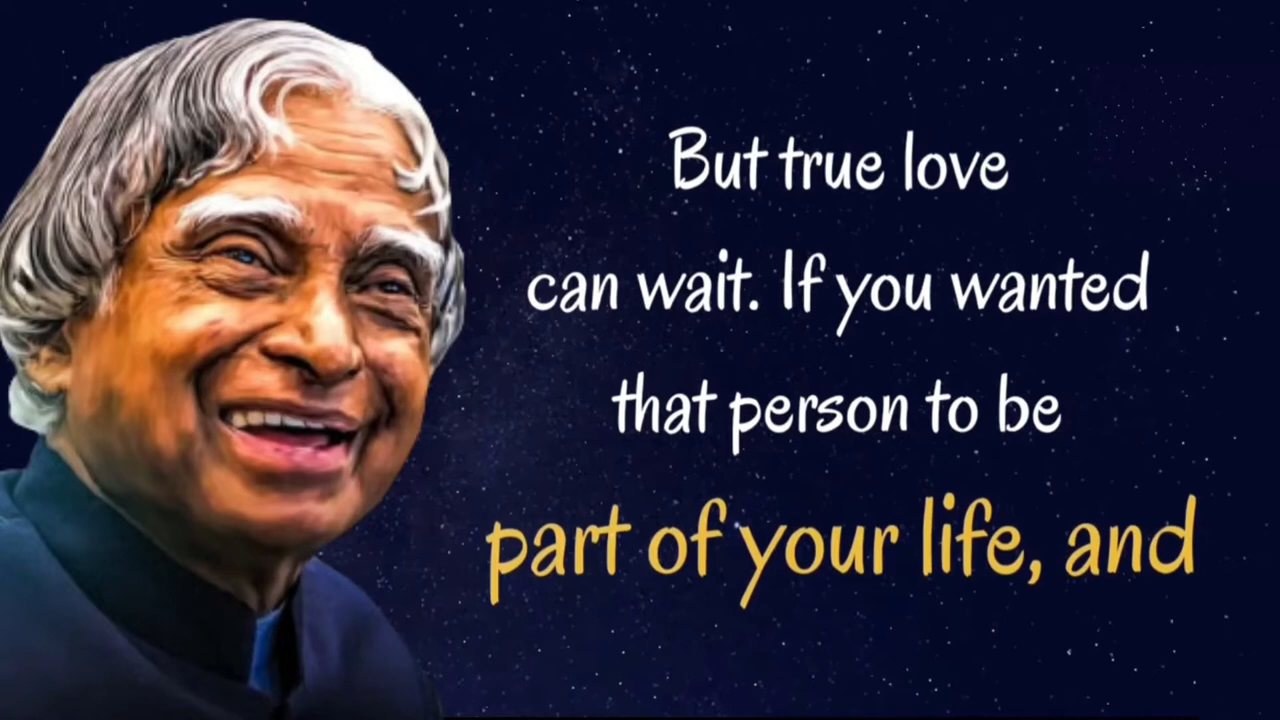 But true love
can wait. If you wanted
that person to be
part of your life, and